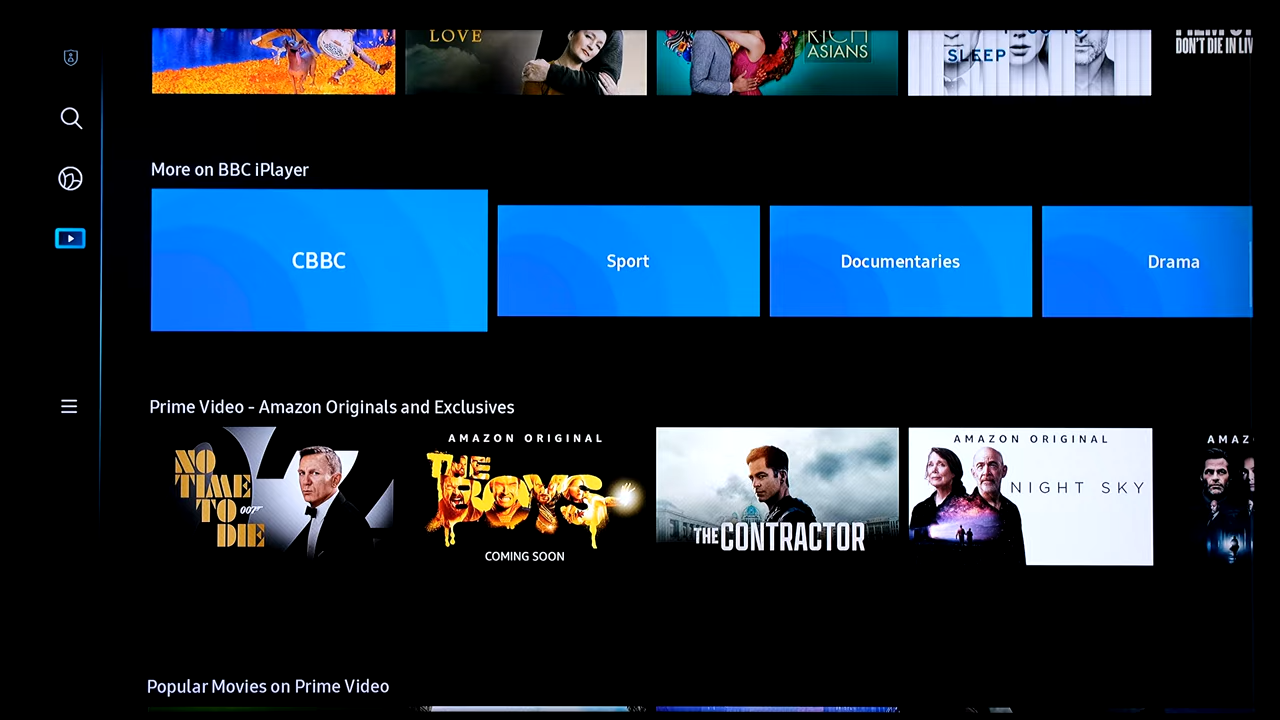 LOVE
RICH
ASIANS
SLEEP
DON'T DIE IN LIV
More on BBC iPlayer
CBBC
Sport
Documentaries
Drama
Prime Video - Amazon Originals and Exclusives
NO
TIME
TO 007
DIE
AMAZON ORIGINAL
THE
BOYS
COMING SOON
THE CONTRACTOR
AMAZON ORIGINAL
NIGHT SKY
AMAZ
Popular Movies on Prime Video